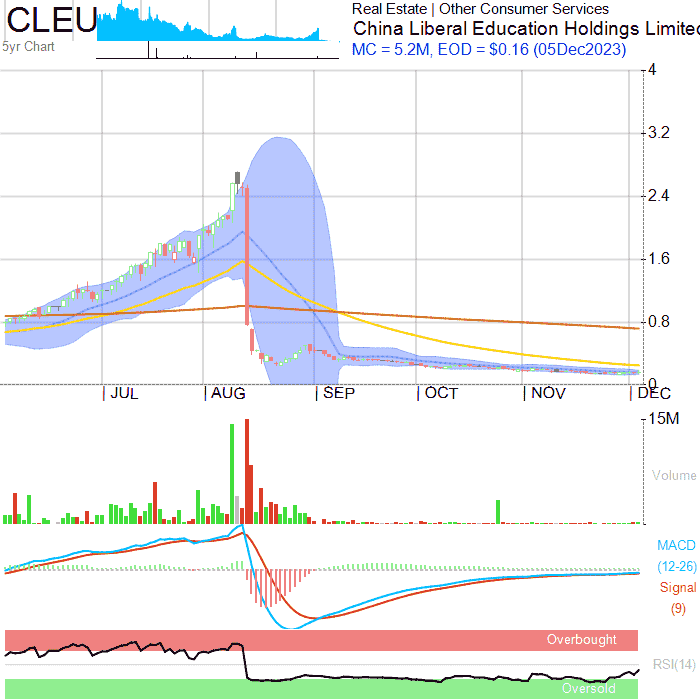 CLEU
Real Estate | Other Consumer Services
China Liberal Education Holdings Limited
5yr Chart
MC = 5.2M, EOD = $0.16 (05Dec2023)
4
3.2
2.4
1.6
0.8
0
JUL AUG SEP OCT NOV DEC
15M
Volume
MACD
(12-26)
Signal
(9)
Overbought
RSI(14)
Oversold